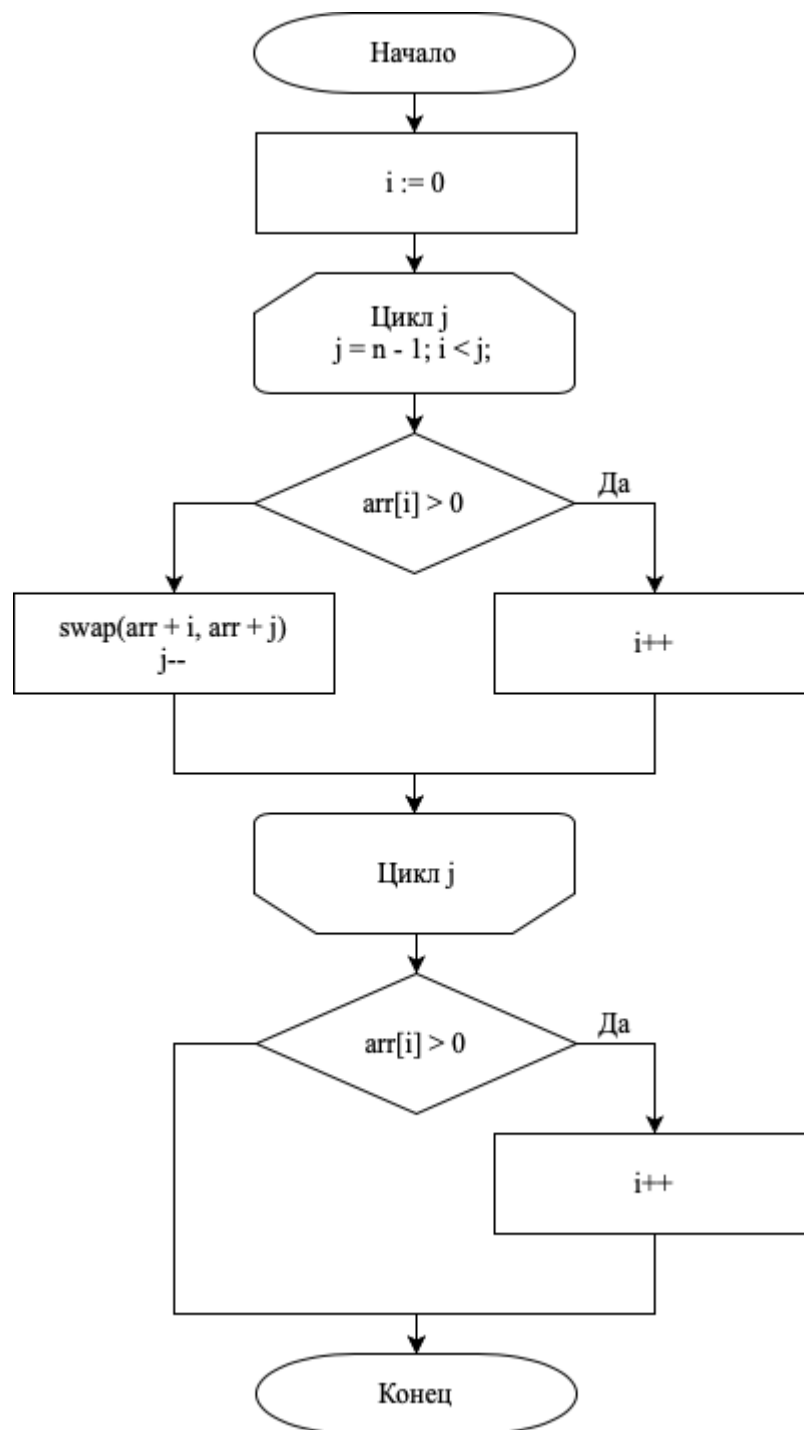 Начало
i := 0
Цикл j
j = n - 1; i < j;
arr[i] > 0
Да
swap(arr + i, arr + j)
j--
i++
Цикл j
arr[i] > 0
Да
i++
Конец